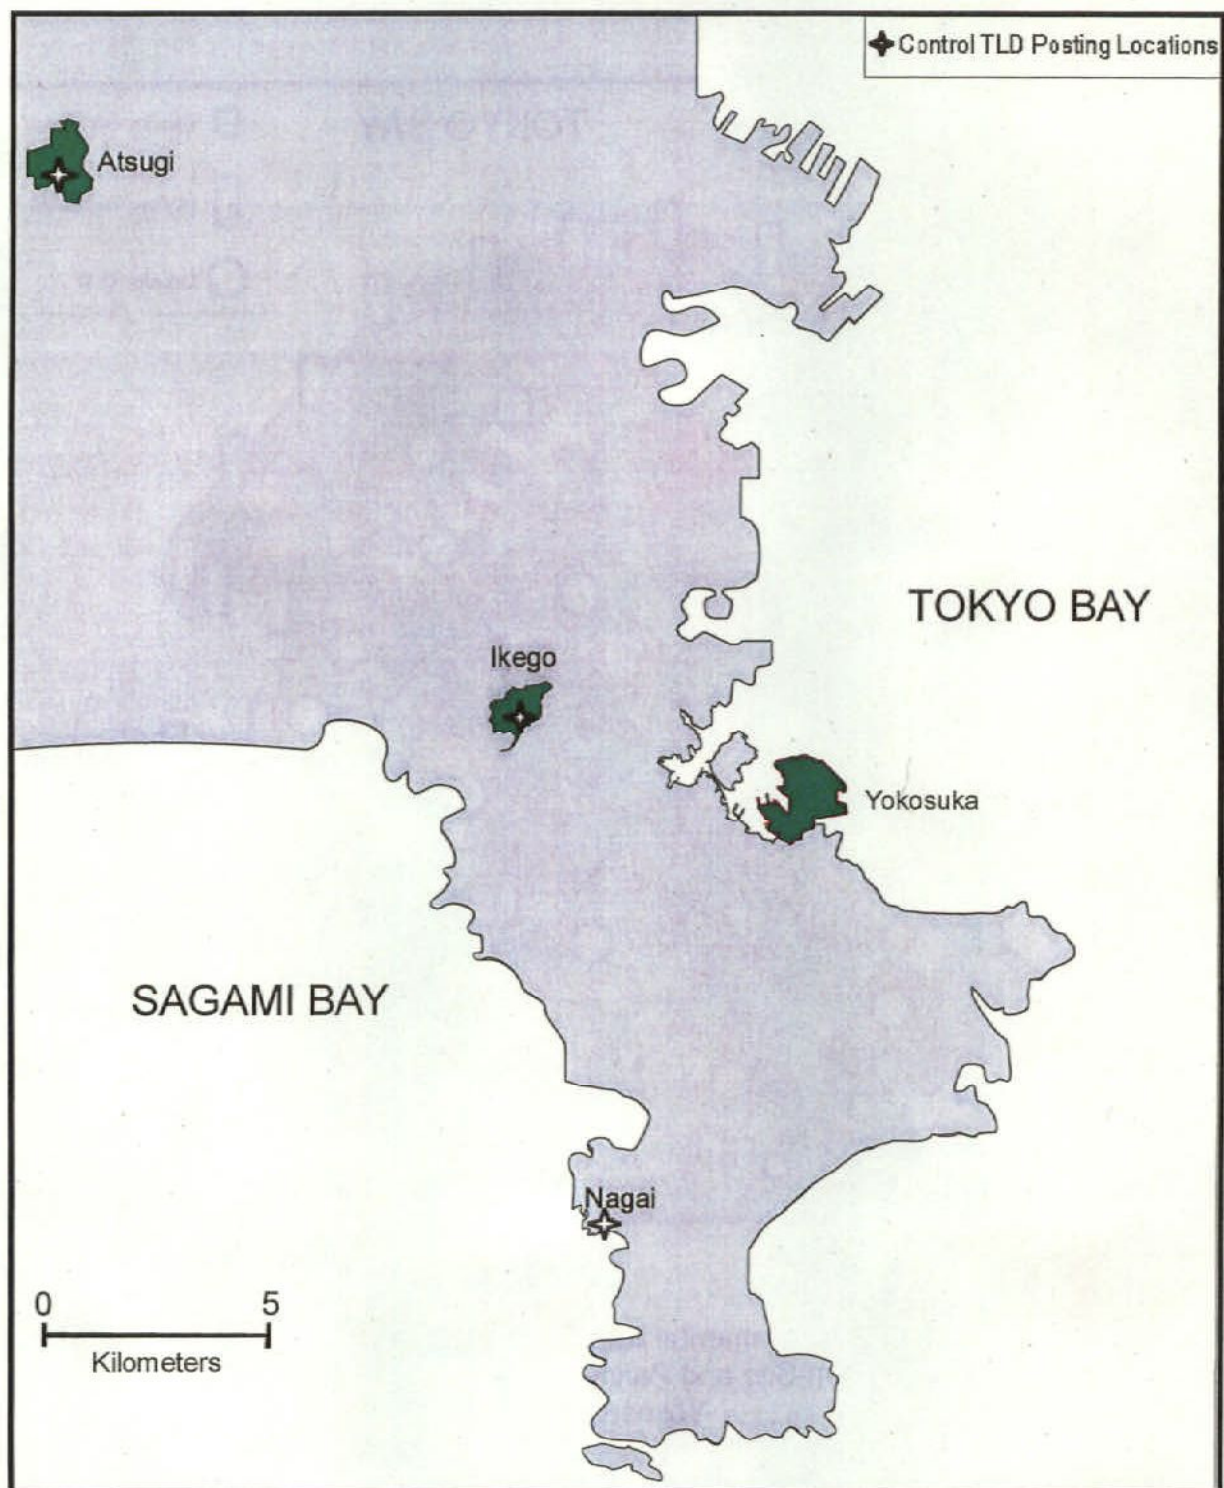 Control TLD Posting Locations
Atsugi
TOKYO BAY
Ikego
Yokosuka
SAGAMI BAY
Nagai
0 5
Kilometers